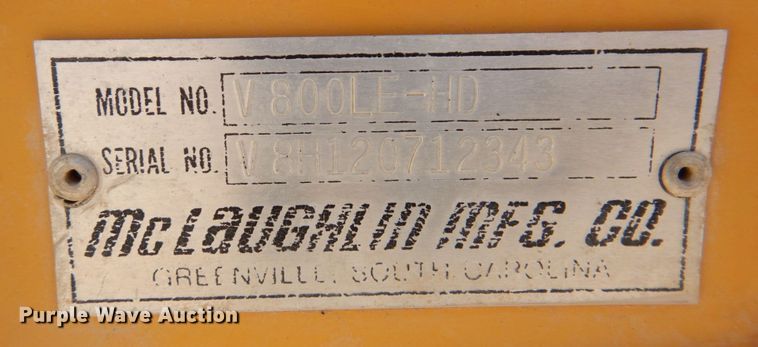 MODEL NO. V800LE-HD
SERIAL NO. V8H120712343
McLAUGHLIN MFG. CO.
GREENVILLE, SOUTH CAROLINA
Purple Wave Auction